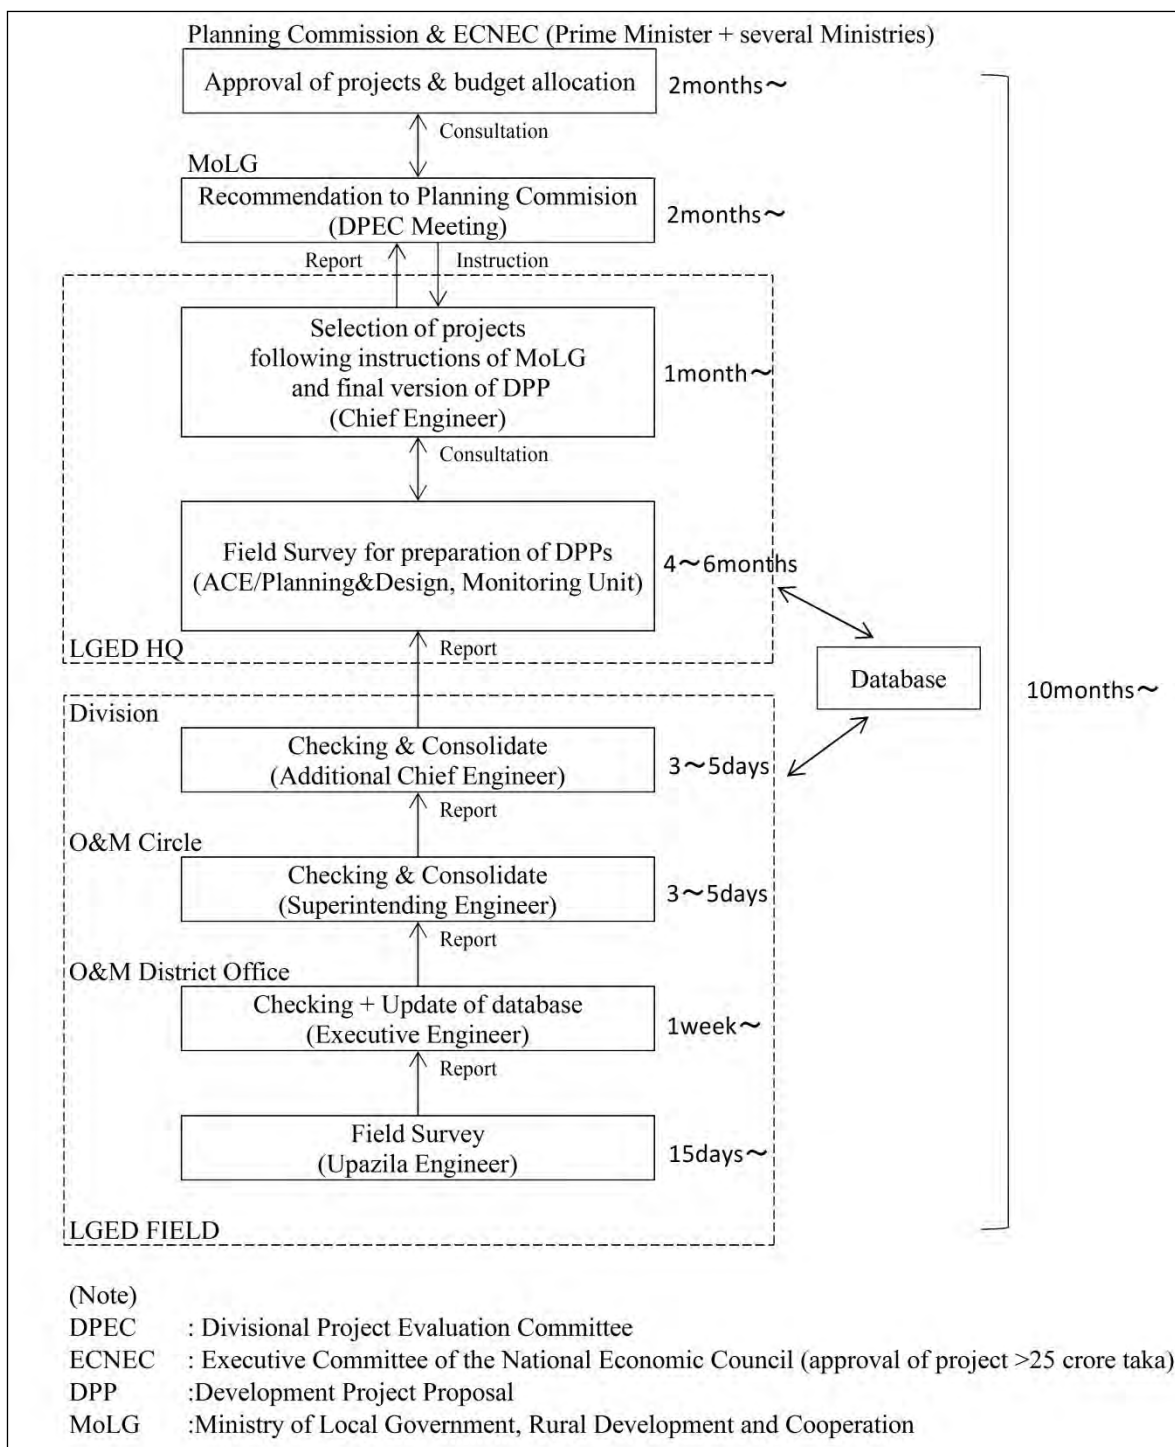 Planning Commission & ECNEC (Prime Minister + several Ministries)
Approval of projects & budget allocation
2months～
Consultation
MoLG
Recommendation to Planning Commision
(DPEC Meeting)
2months～
Report
Instruction
Selection of projects
following instructions of MoLG
and final version of DPP
(Chief Engineer)
1month～
Consultation
Field Survey for preparation of DPPs
(ACE/Planning&Design, Monitoring Unit)
4～6months
LGED HQ
Report
Database
10months～
Division
Checking & Consolidate
(Additional Chief Engineer)
3～5days
Report
O&M Circle
Checking & Consolidate
(Superintending Engineer)
3～5days
Report
O&M District Office
Checking + Update of database
(Executive Engineer)
1week～
Report
Field Survey
(Upazila Engineer)
15days～
LGED FIELD
(Note)
DPEC : Divisional Project Evaluation Committee
ECNEC : Executive Committee of the National Economic Council (approval of project >25 crore taka)
DPP :Development Project Proposal
MoLG :Ministry of Local Government, Rural Development and Cooperation